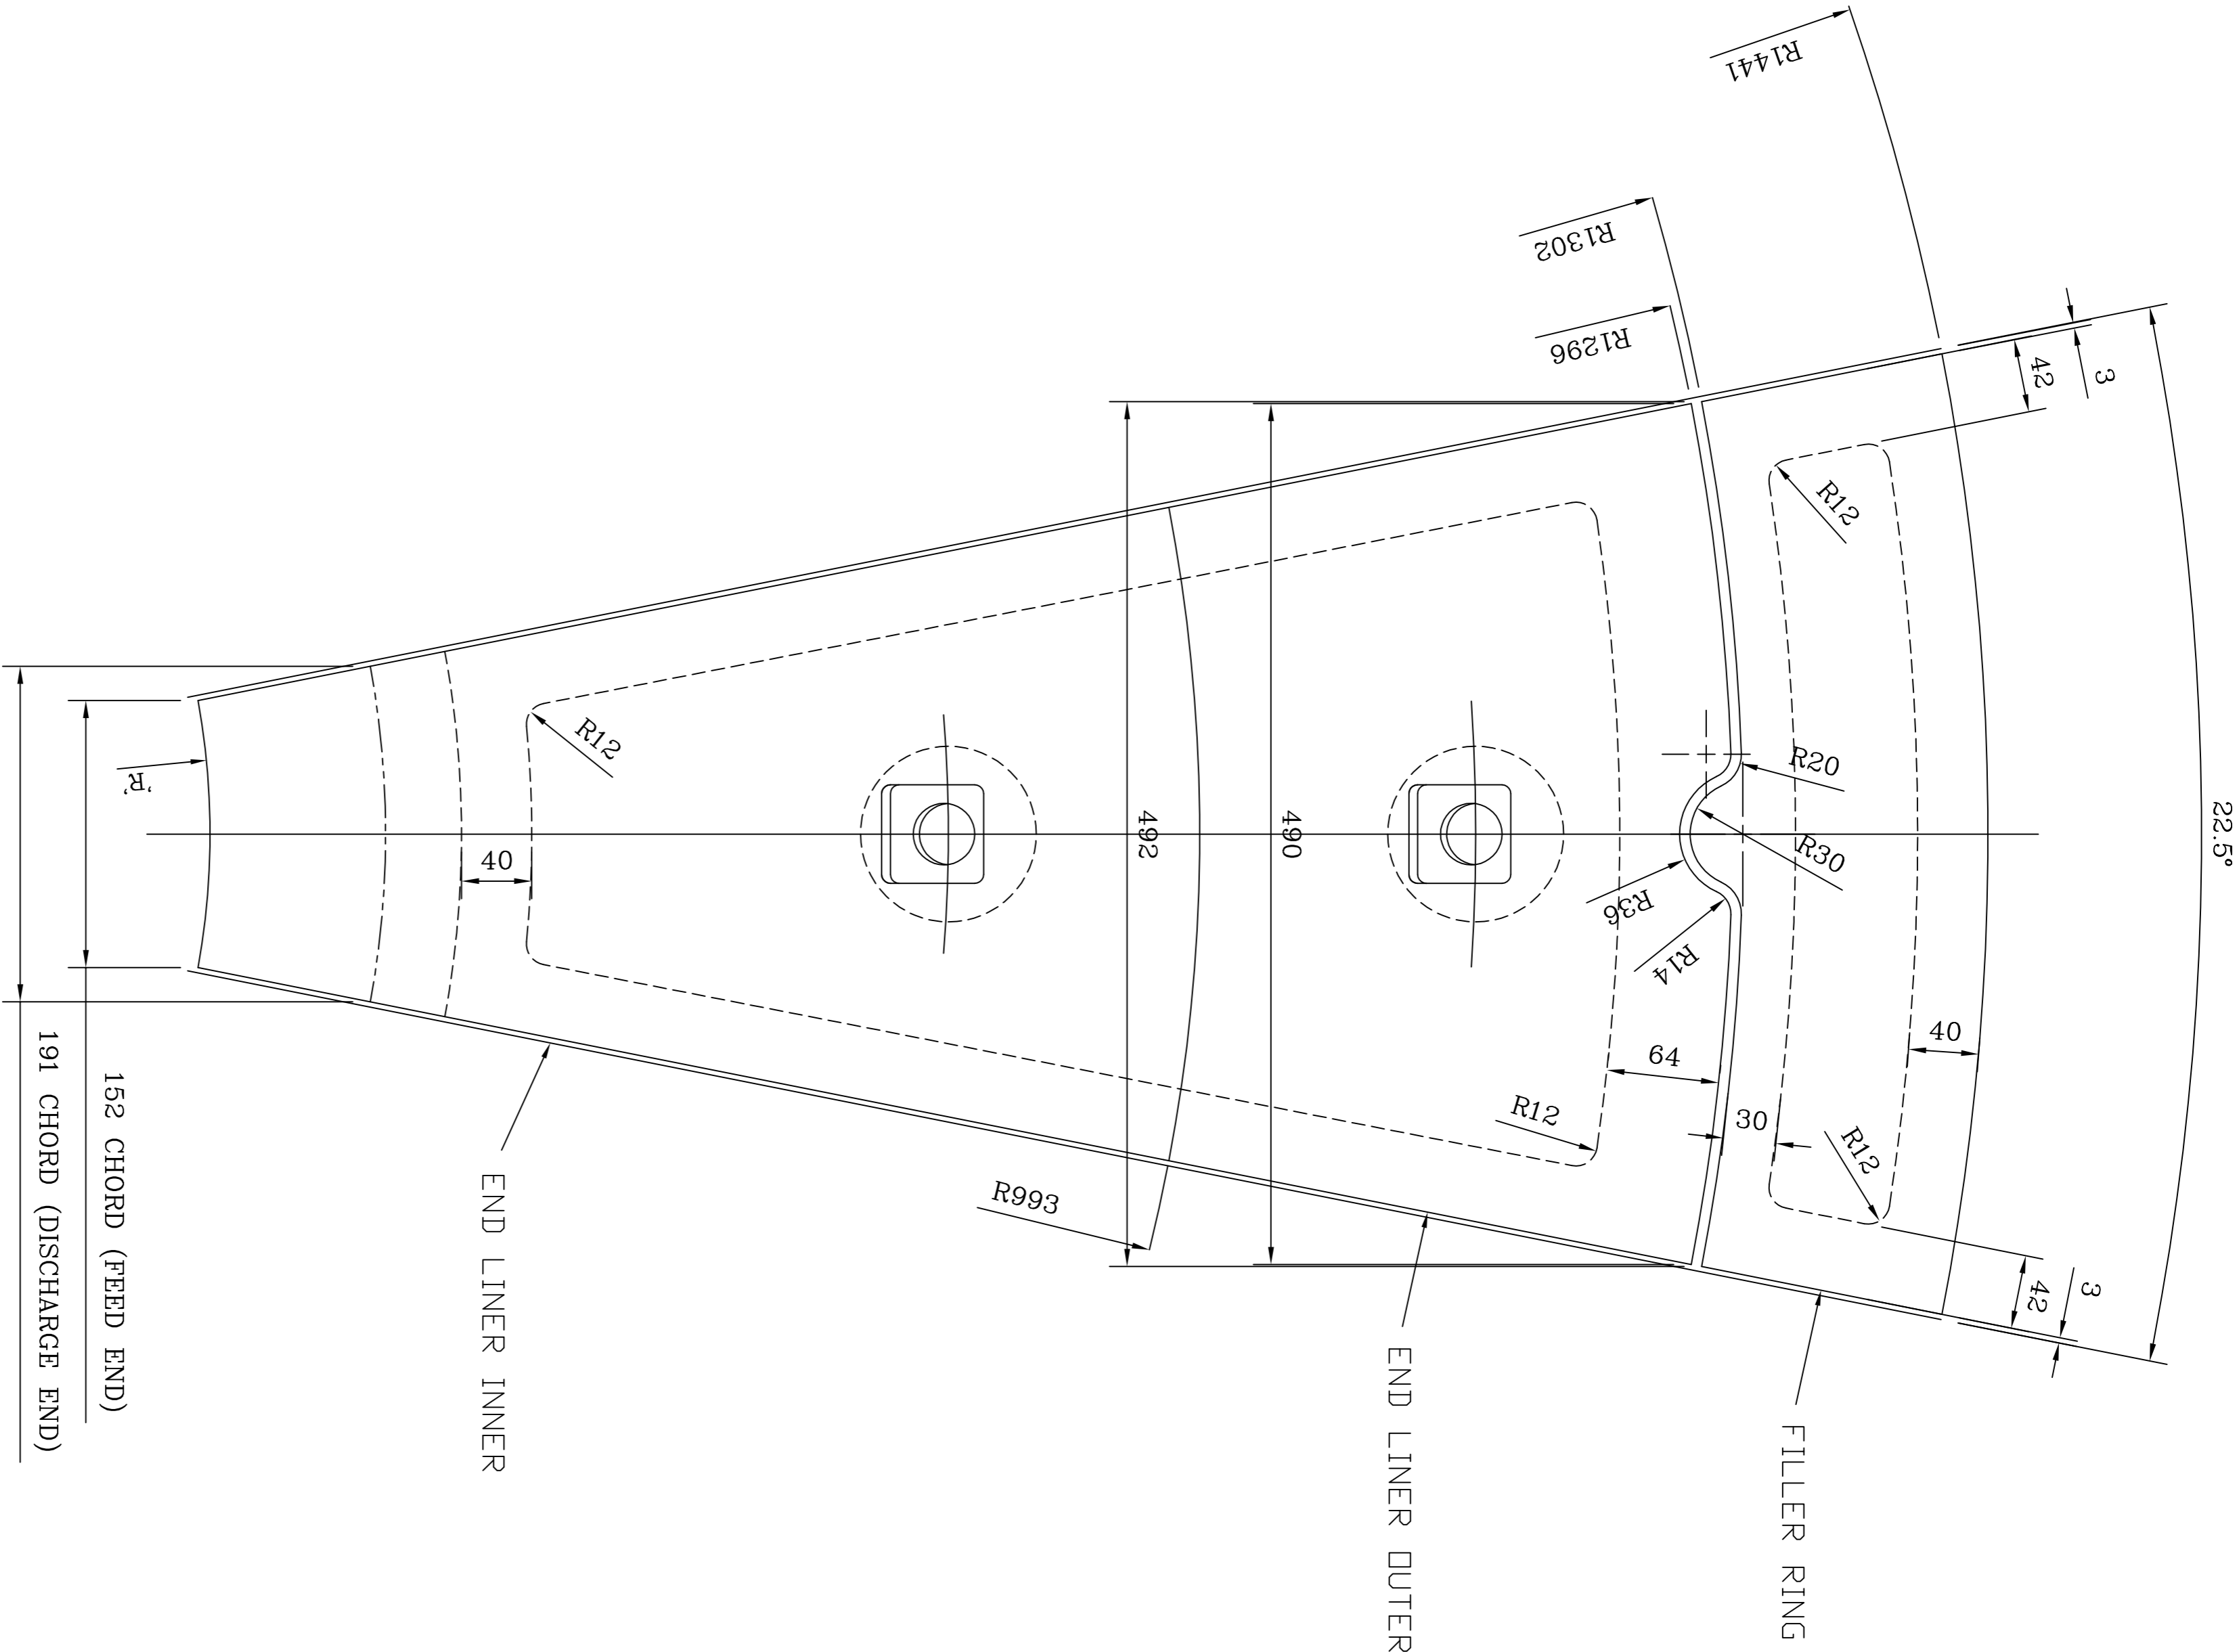 R1441
R1302
R1296
42
3
R12
22.5°
R12
R20
R30
R36
R14
'R'
40
492
490
40
64
30
R12
R12
R993
42
3
191 CHORD (DISCHARGE END)
152 CHORD (FEED END)
END LINER INNER
END LINER OUTER
FILLER RING